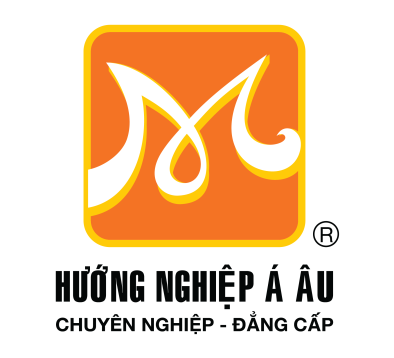 ®
HƯỚNG NGHIỆP Á ÂU
CHUYÊN NGHIỆP - ĐẲNG CẤP